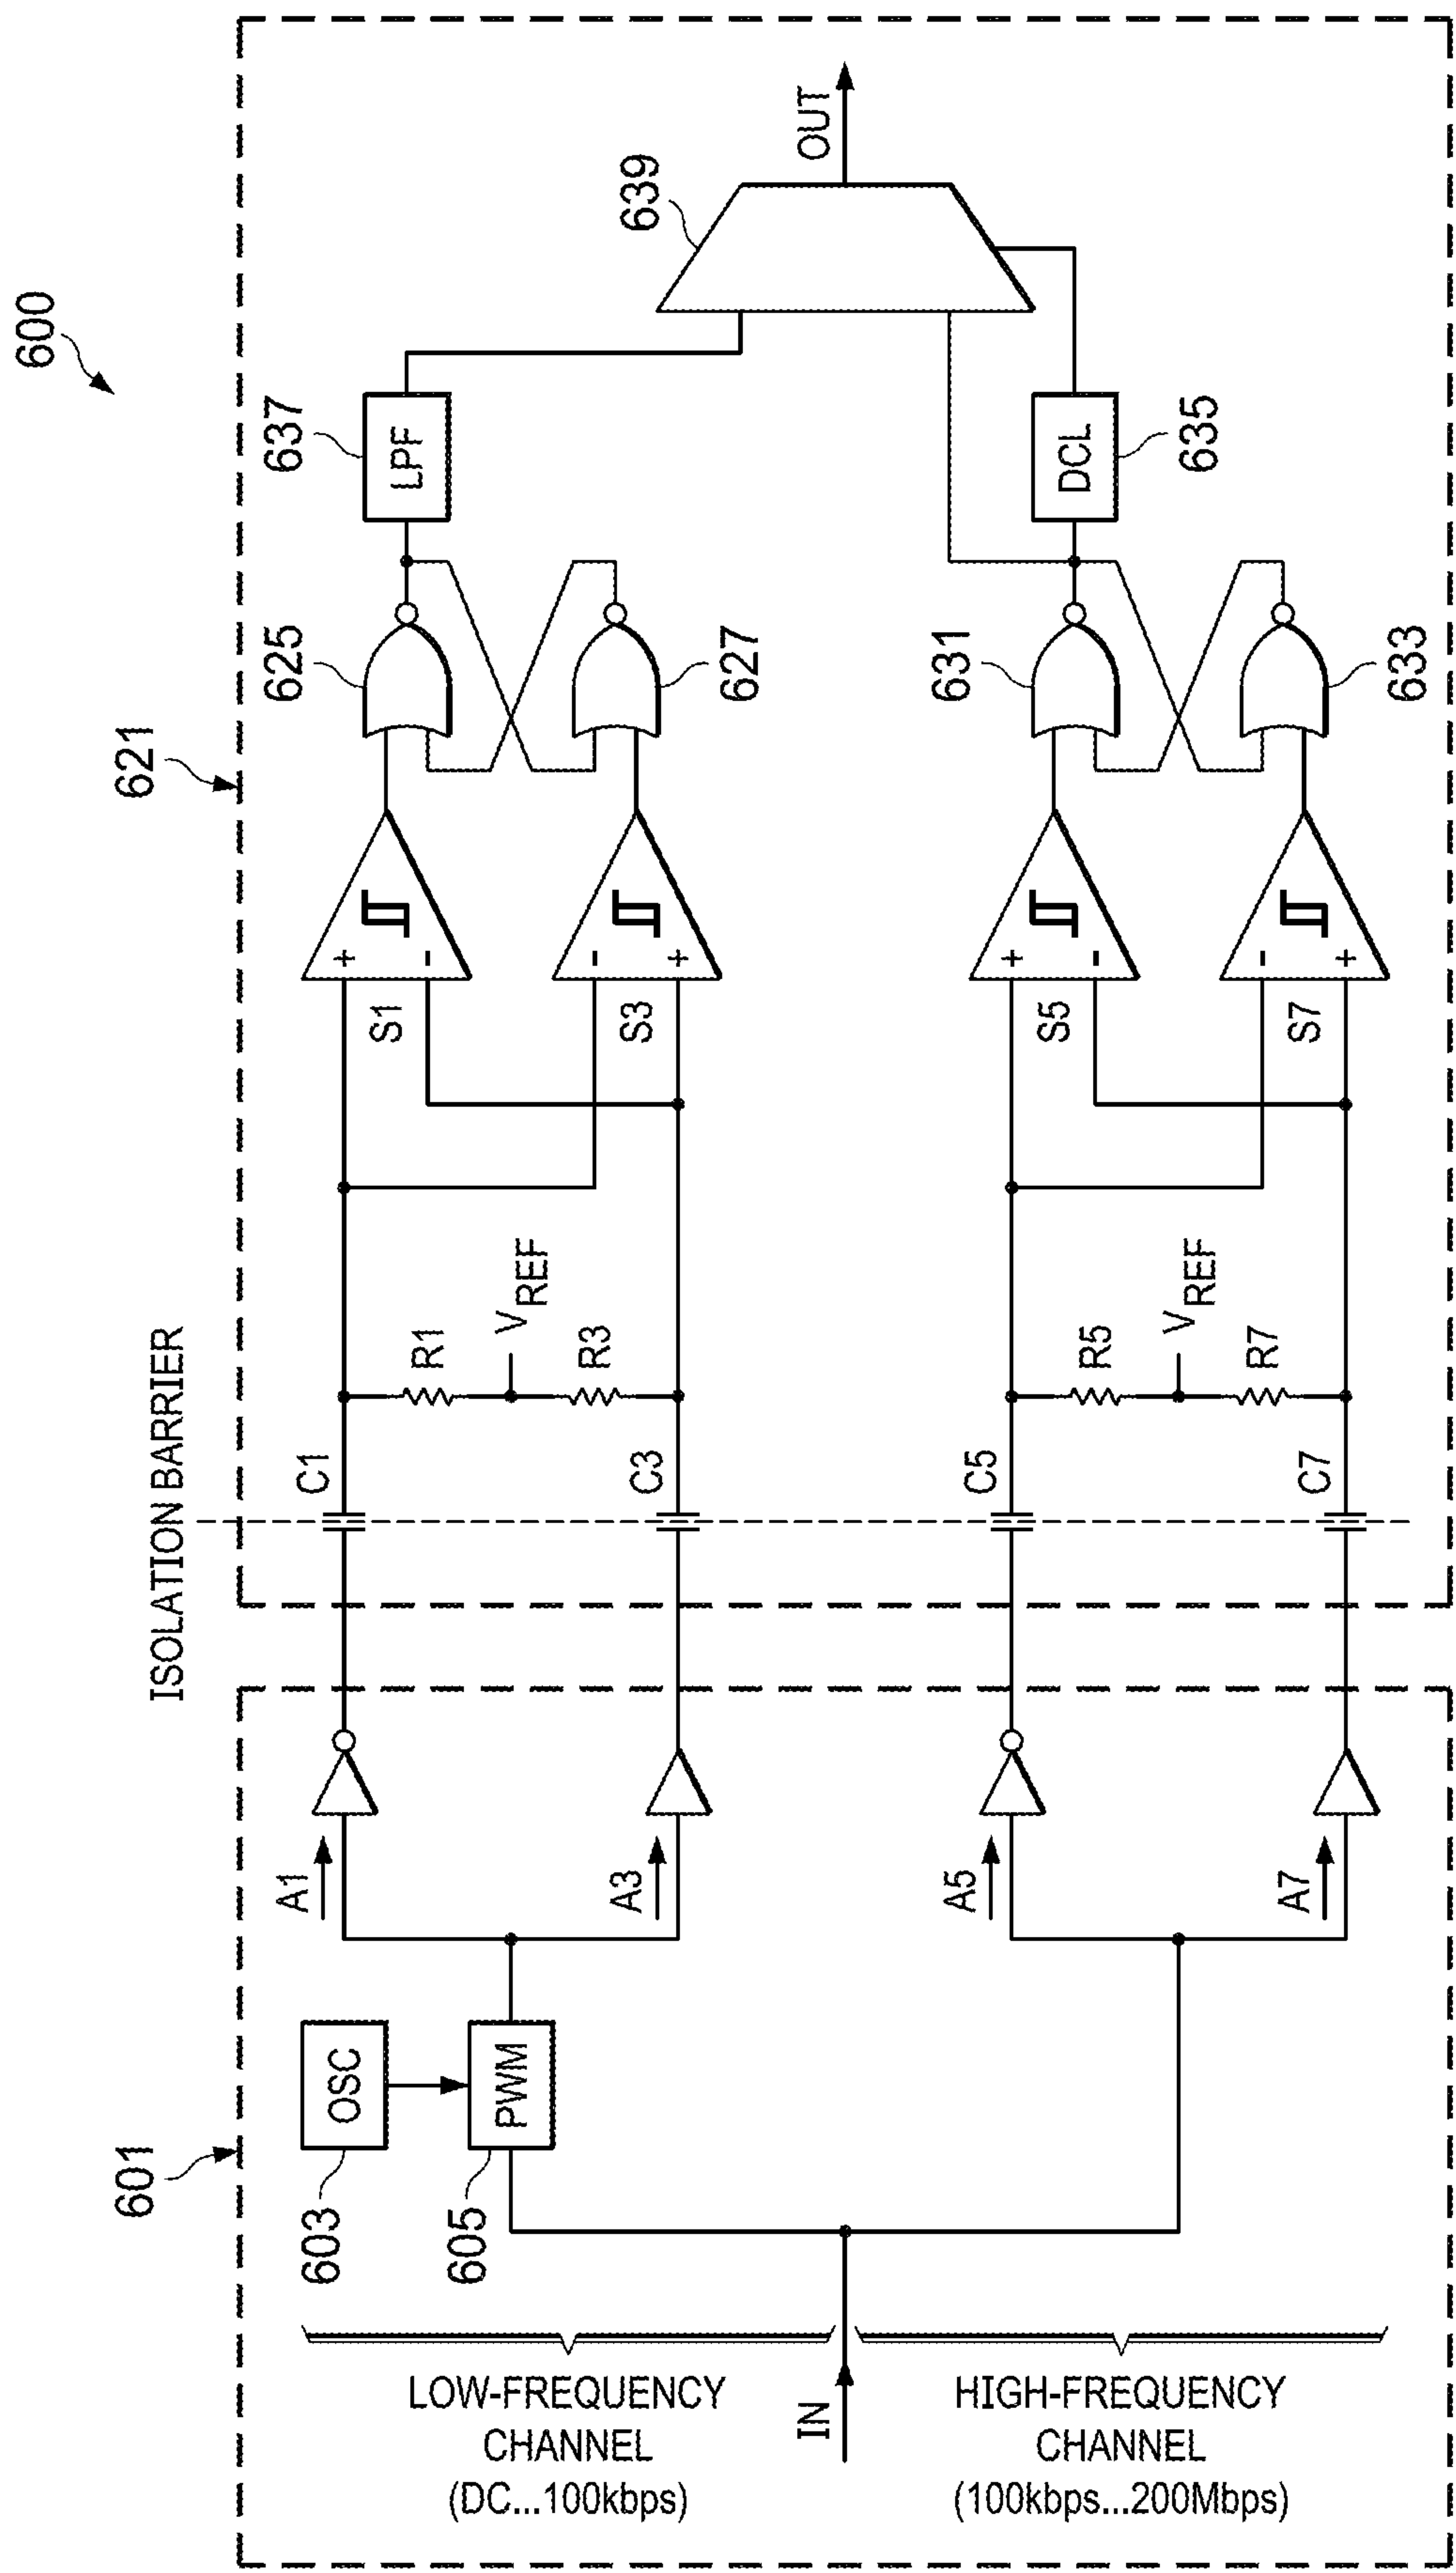 600
601
621
ISOLATION BARRIER
603
OSC
605
PWM
A1
A3
A5
A7
C1
C3
C5
C7
R1
VREF
R3
R5
VREF
R7
S1
S3
S5
S7
+
-
-
+
+
-
-
+
625
627
631
633
637
LPF
DCL
635
639
OUT
IN
LOW-FREQUENCY
CHANNEL
(DC...100kbps)
HIGH-FREQUENCY
CHANNEL
(100kbps...200Mbps)